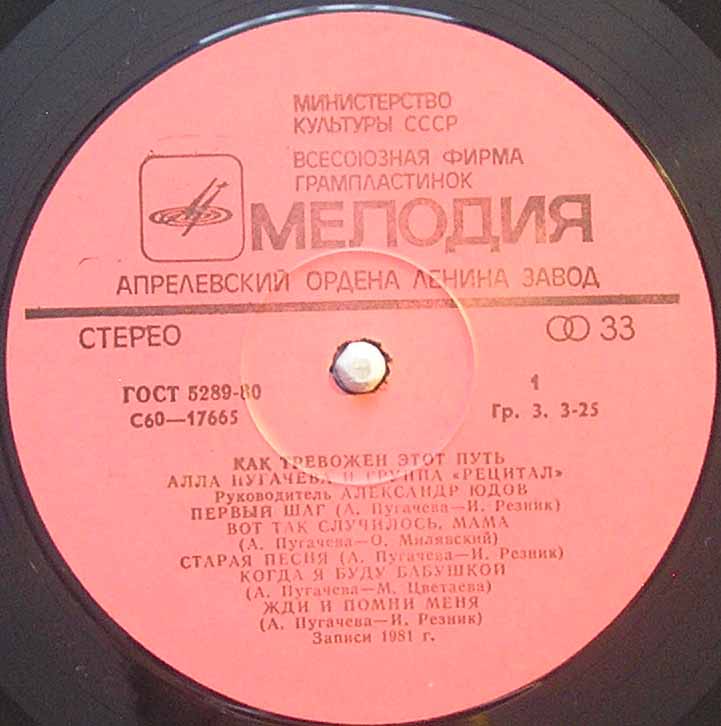 МИНИСТЕРСТВО
КУЛЬТУРЫ СССР
ВСЕСОЮЗНАЯ ФИРМА
ГРАМПЛАСТИНОК
МЕЛОДИЯ
АПРЕЛЕВСКИЙ ОРДЕНА ЛЕНИНА ЗАВОД
СТЕРЕО
33
ГОСТ 5289-80
1
С60—17665
Гр. 3. 3-25
КАК ТРЕВОЖЕН ЭТОТ ПУТЬ
АЛЛА ПУГАЧЕВА И ГРУППА «РЕЦИТАЛ»
Руководитель АЛЕКСАНДР ЮДОВ
ПЕРВЫЙ ШАГ (А. Пугачева—И. Резник)
ВОТ ТАК СЛУЧИЛОСЬ, МАМА
(А. Пугачева—О. Милявский)
СТАРАЯ ПЕСНЯ (А. Пугачева—И. Резник)
КОГДА Я БУДУ БАБУШКОЙ
(А. Пугачева—М. Цветаева)
ЖДИ И ПОМНИ МЕНЯ
(А. Пугачева—И. Резник)
Записи 1981 г.